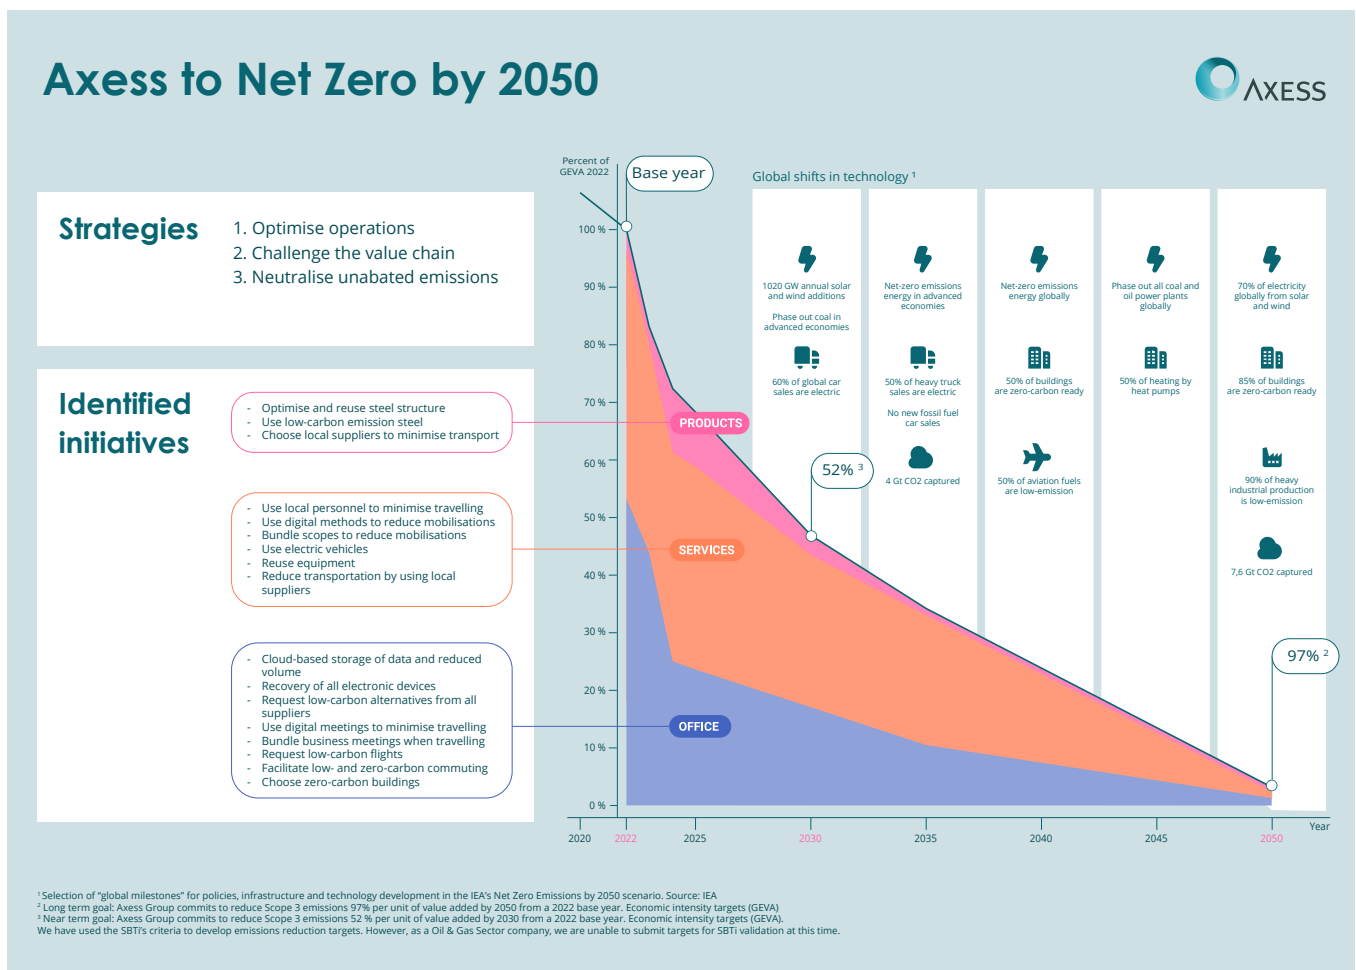 Axess to Net Zero by 2050
AXESS
Strategies
1. Optimise operations
2. Challenge the value chain
3. Neutralise unabated emissions
Identified
initiatives
- Optimise and reuse steel structure
- Use low-carbon emission steel
- Choose local suppliers to minimise transport
- Use local personnel to minimise travelling
- Use digital methods to reduce mobilisations
- Bundle scopes to reduce mobilisations
- Use electric vehicles
- Reuse equipment
- Reduce transportation by using local
suppliers
- Cloud-based storage of data and reduced
volume
- Recovery of all electronic devices
- Request low-carbon alternatives from all
suppliers
- Use digital meetings to minimise travelling
- Bundle business meetings when travelling
- Request low-carbon flights
- Facilitate low- and zero-carbon commuting
- Choose zero-carbon buildings
Percent of
GEVA 2022
Base year
100 %
90 %
80 %
70 %
60 %
50 %
40 %
30 %
20 %
10 %
0 %
PRODUCTS
SERVICES
OFFICE
52% ³
97% ²
Global shifts in technology ¹
1020 GW annual solar
and wind additions
Phase out coal in
advanced economies
60% of global car
sales are electric
Net-zero emissions
energy in advanced
economies
50% of heavy truck
sales are electric
No new fossil fuel
car sales
4 Gt CO2 captured
Net-zero emissions
energy globally
50% of buildings
are zero-carbon ready
50% of aviation fuels
are low-emission
Phase out all coal and
oil power plants
globally
50% of heating by
heat pumps
70% of electricity
globally from solar
and wind
85% of buildings
are zero-carbon ready
90% of heavy
industrial production
is low-emission
7,6 Gt CO2 captured
Year
2020 2022 2025 2030 2035 2040 2045 2050
¹ Selection of “global milestones” for policies, infrastructure and technology development in the IEA’s Net Zero Emissions by 2050 scenario. Source: IEA
² Long term goal: Axess Group commits to reduce Scope 3 emissions 97% per unit of value added by 2050 from a 2022 base year. Economic intensity targets (GEVA)
³ Near term goal: Axess Group commits to reduce Scope 3 emissions 52 % per unit of value added by 2030 from a 2022 base year. Economic intensity targets (GEVA).
We have used the SBTi’s criteria to develop emissions reduction targets. However, as a Oil & Gas Sector company, we are unable to submit targets for SBTi validation at this time.